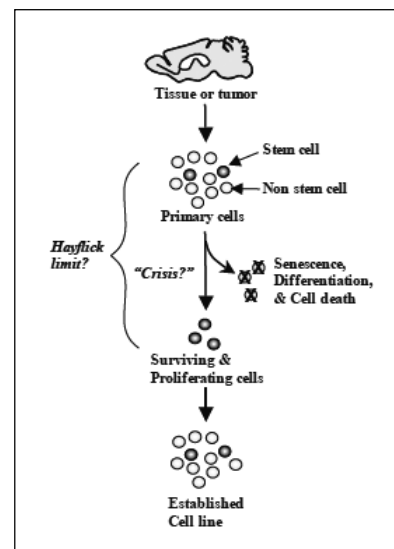 Tissue or tumor
Stem cell
Non stem cell
Primary cells
Hayflick
limit?
“Crisis?”
Senescence,
Differentiation,
& Cell death
Surviving &
Proliferating cells
Established
Cell line